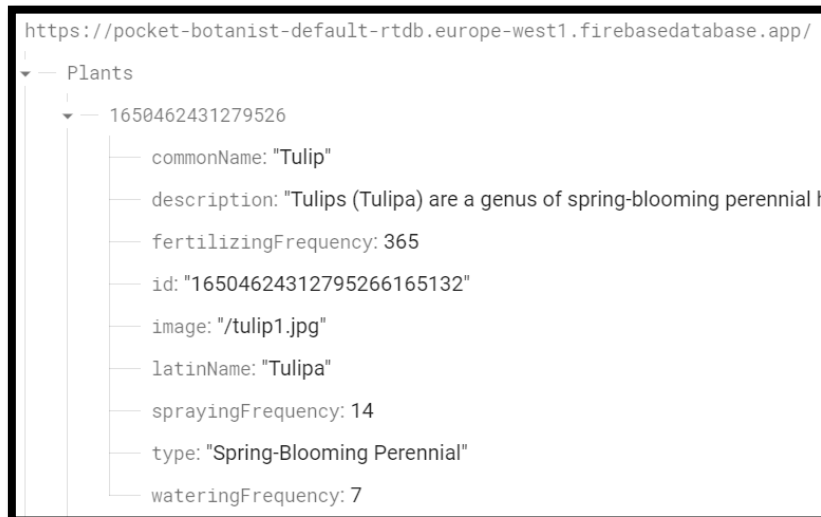 https://pocket-botanist-default-rtdb.europe-west1.firebasedatabase.app/
Plants
1650462431279526
commonName: "Tulip"
description: "Tulips (Tulipa) are a genus of spring-blooming perennial
fertilizingFrequency: 365
id: "16504624312795266165132"
image: "/tulip1.jpg"
latinName: "Tulipa"
sprayingFrequency: 14
type: "Spring-Blooming Perennial"
wateringFrequency: 7